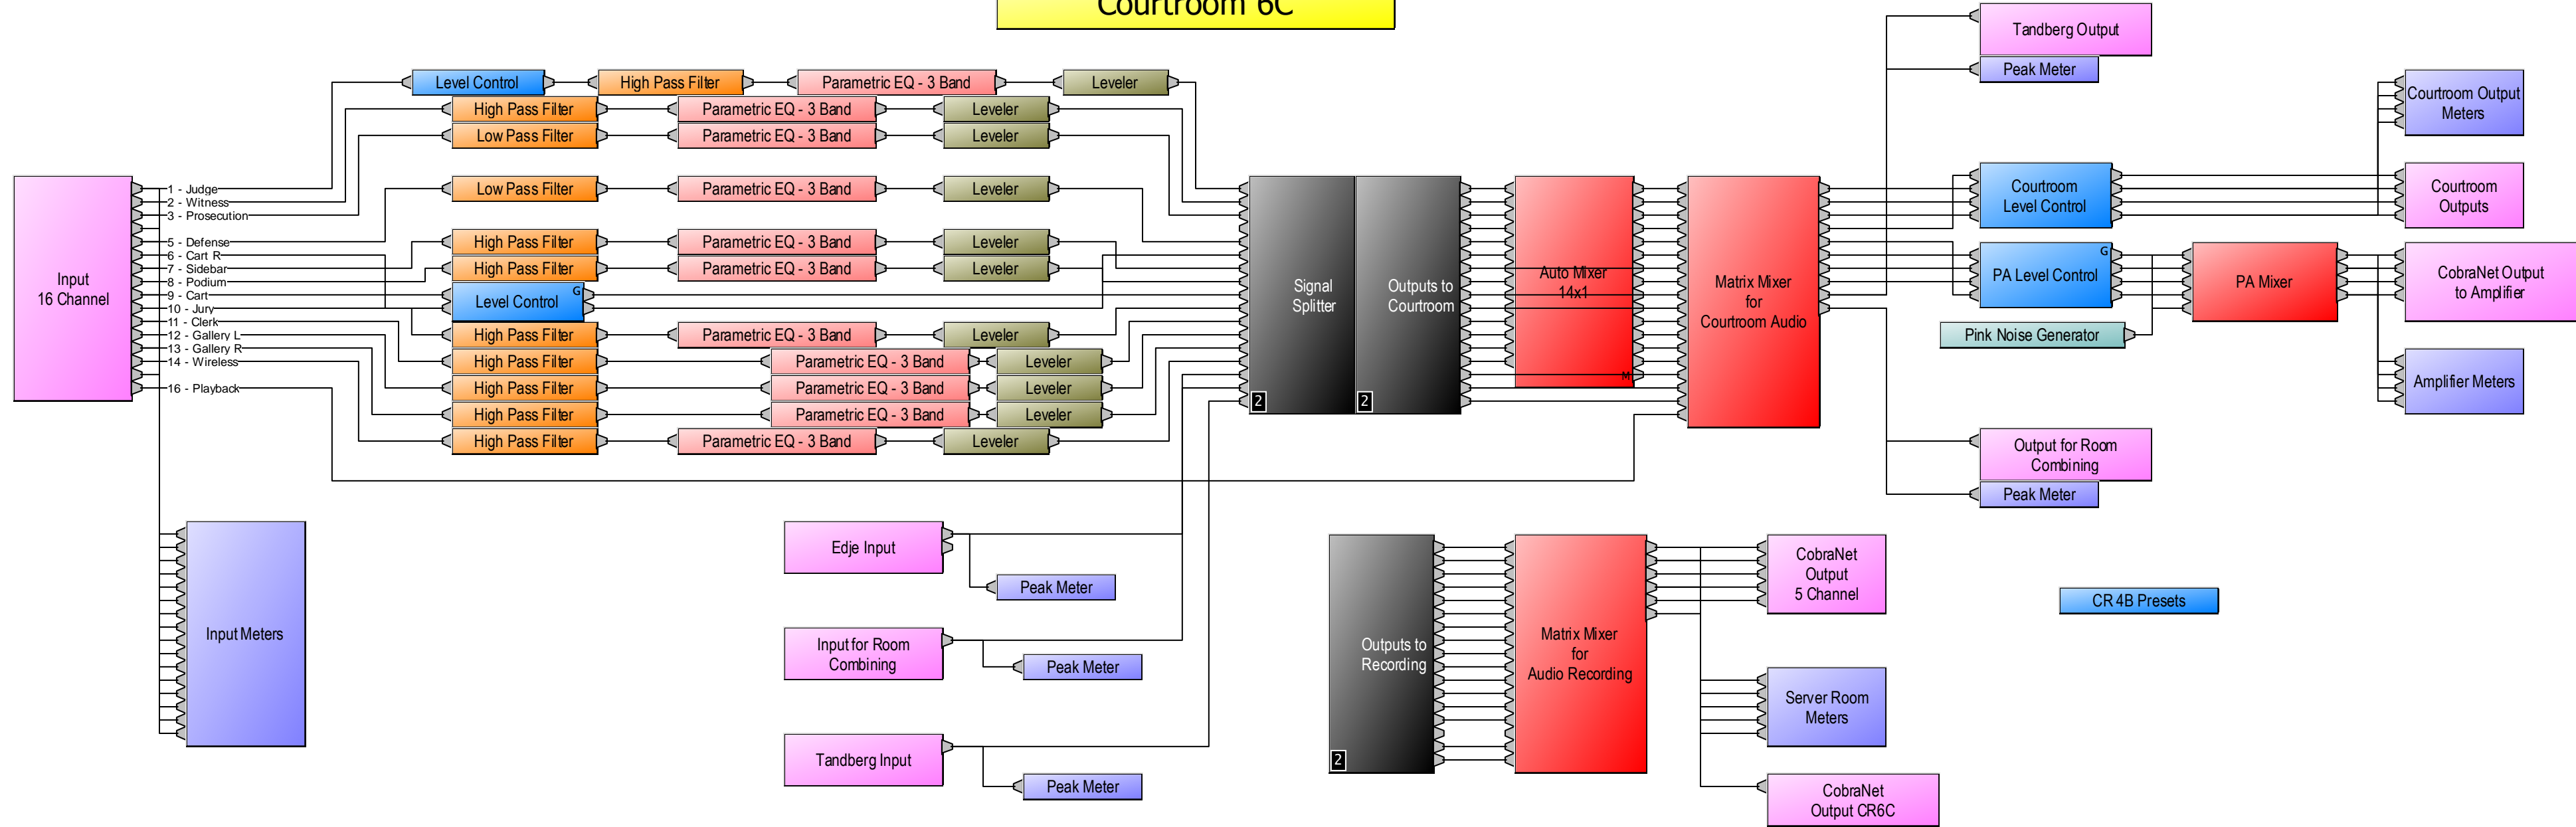 Courtroom 6C
Tandberg Output
Peak Meter
Level Control
High Pass Filter
Parametric EQ - 3 Band
Leveler
High Pass Filter
Parametric EQ - 3 Band
Leveler
Low Pass Filter
Parametric EQ - 3 Band
Leveler
Low Pass Filter
Parametric EQ - 3 Band
Leveler
High Pass Filter
Parametric EQ - 3 Band
Leveler
High Pass Filter
Parametric EQ - 3 Band
Leveler
Level Control
G
High Pass Filter
Parametric EQ - 3 Band
Leveler
High Pass Filter
Parametric EQ - 3 Band
Leveler
High Pass Filter
Parametric EQ - 3 Band
Leveler
High Pass Filter
Parametric EQ - 3 Band
Leveler
High Pass Filter
Parametric EQ - 3 Band
Leveler
Input
16 Channel
1 - Judge
2 - Witness
3 - Prosecution
5 - Defense
6 - Cart R
7 - Sidebar
8 - Podium
9 - Cart
10 - Jury
11 - Clerk
12 - Gallery L
13 - Gallery R
14 - Wireless
16 - Playback
Signal
Splitter
2
Outputs to
Courtroom
2
Auto Mixer
14x1
M
Matrix Mixer
for
Courtroom Audio
Courtroom Output
Meters
Courtroom
Level Control
Courtroom
Outputs
PA Level Control
G
PA Mixer
CobraNet Output
to Amplifier
Pink Noise Generator
Amplifier Meters
Output for Room
Combining
Peak Meter
Input Meters
Edje Input
Peak Meter
Input for Room
Combining
Peak Meter
Tandberg Input
Peak Meter
Outputs to
Recording
2
Matrix Mixer
for
Audio Recording
CobraNet
Output
5 Channel
Server Room
Meters
CobraNet
Output CR6C
CR 4B Presets